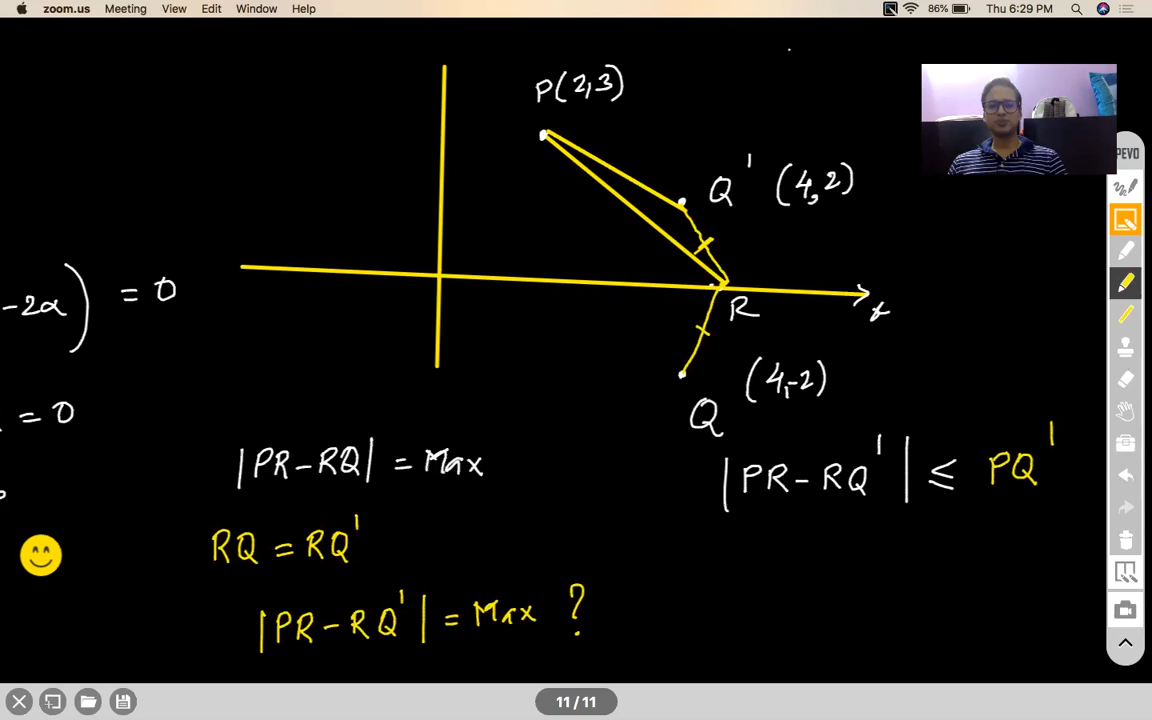 zoom.us Meeting View Edit Window Help 86% Thu 6:29 PM
P(2,3)
Q' (4,2)
PEVO
-2α) = 0
R
(4,-2)
= 0
Q
|PR-RQ| = Max
|PR-RQ'| ≤ PQ'
RQ = RQ'
|PR-RQ'| = Max ?
11/11